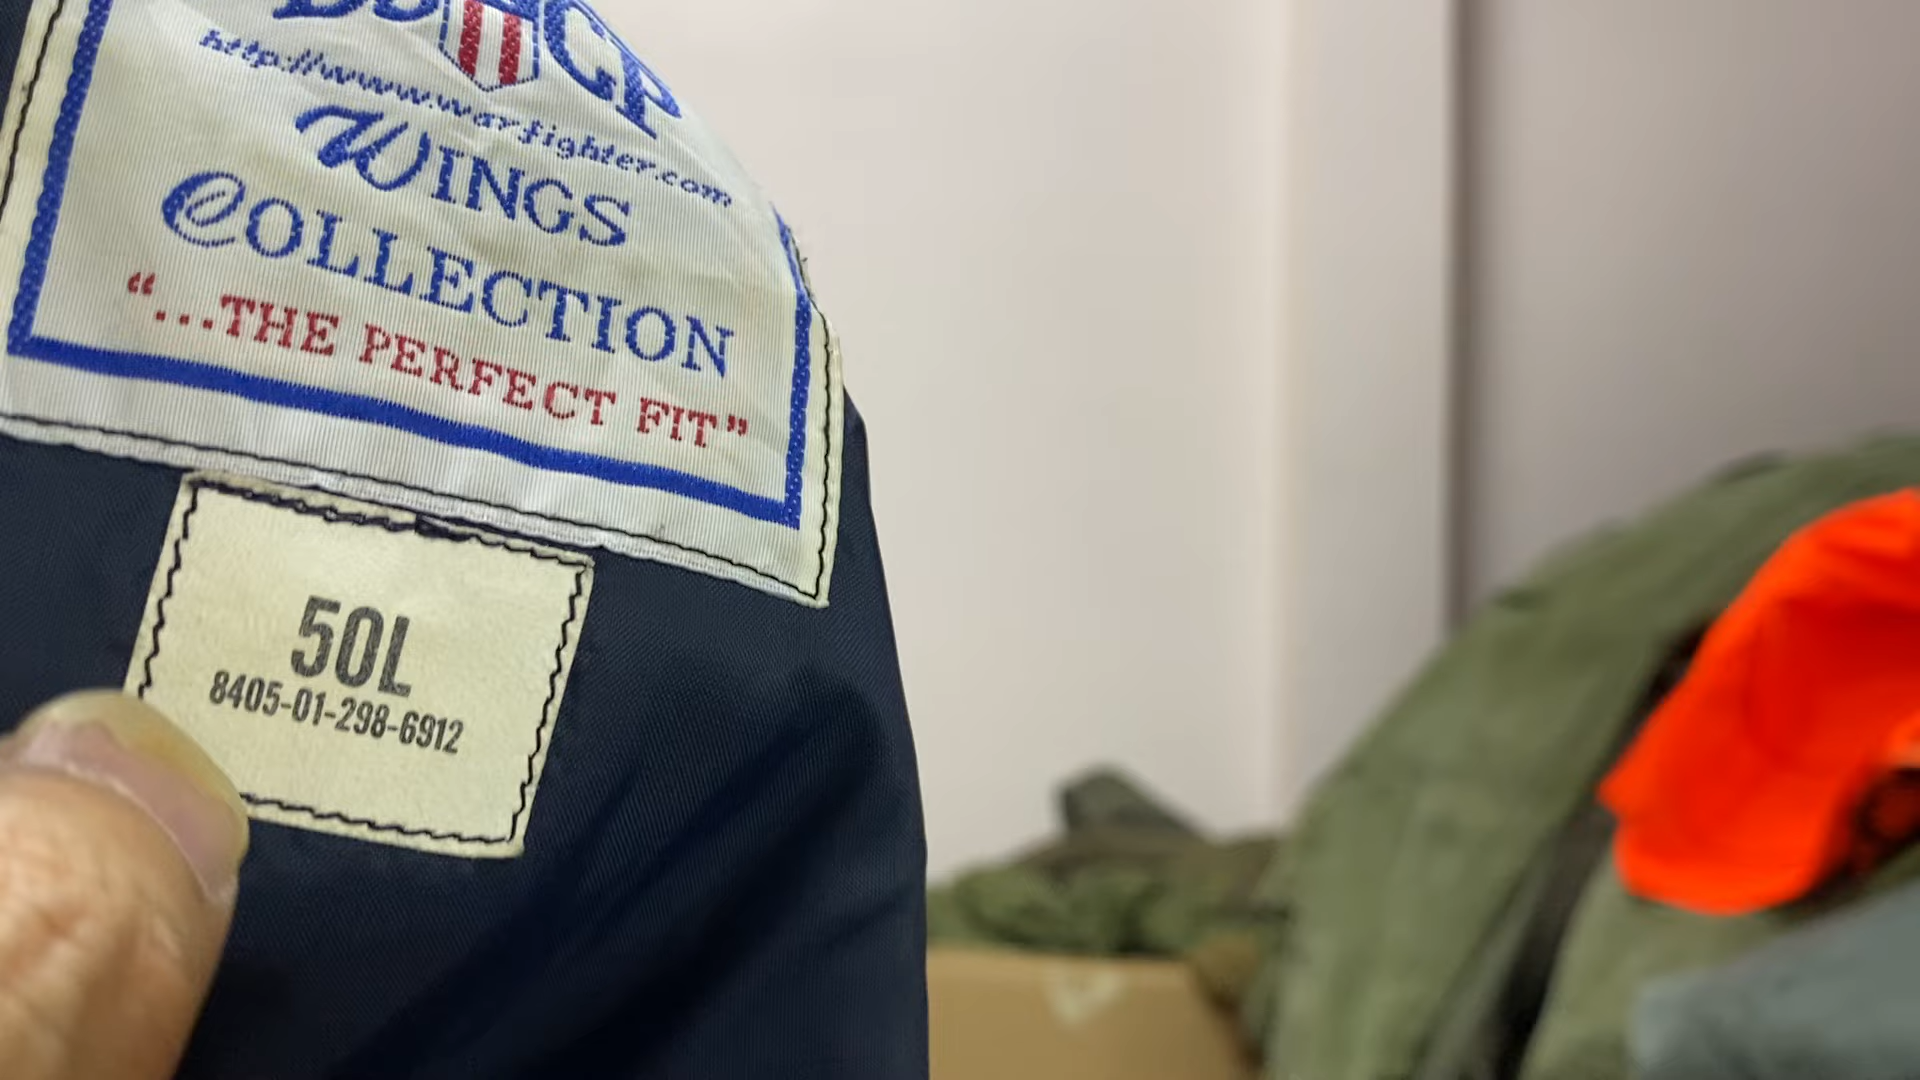 http://www.warfighter.com
WINGS
COLLECTION
"...THE PERFECT FIT"
50L
8405-01-298-6912